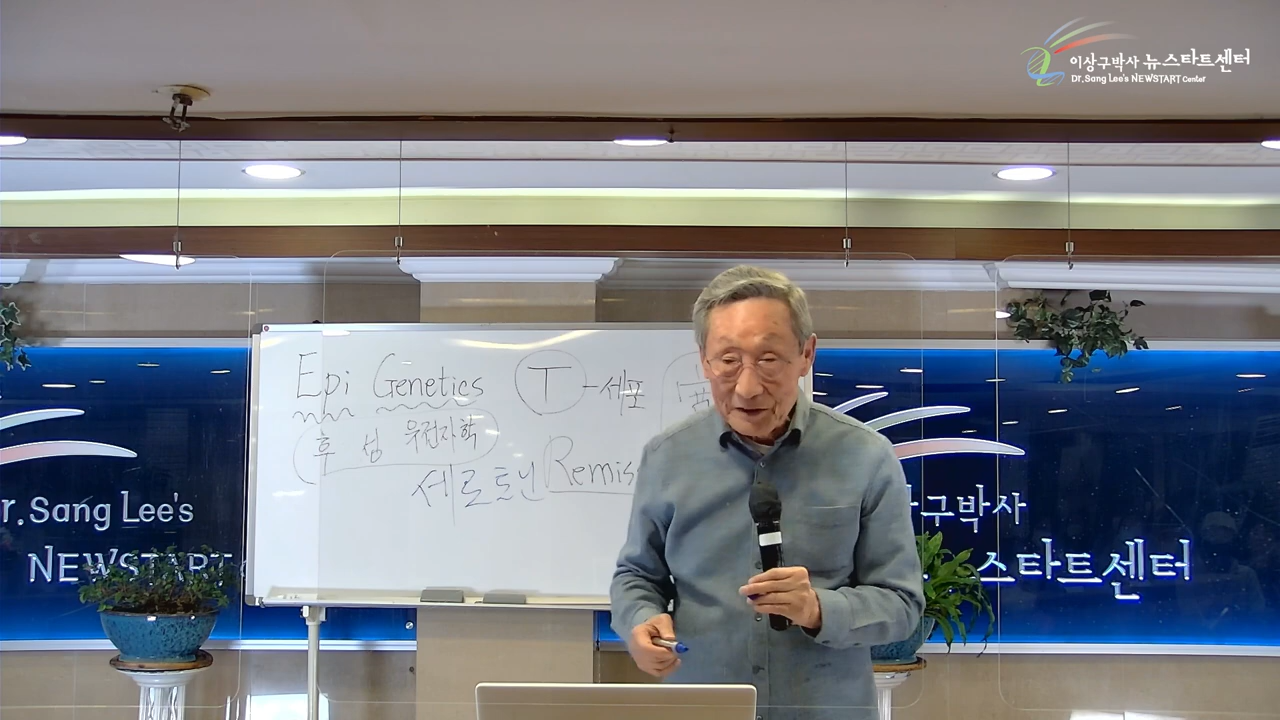 이상구박사 뉴스타트센터
Dr. Sang Lee's NEWSTART Center
Epi Genetics T-세포
후성 유전자학
세로토닌 Remiss
r. Sang Lee's
NEWSTART
구박사
스타트센터